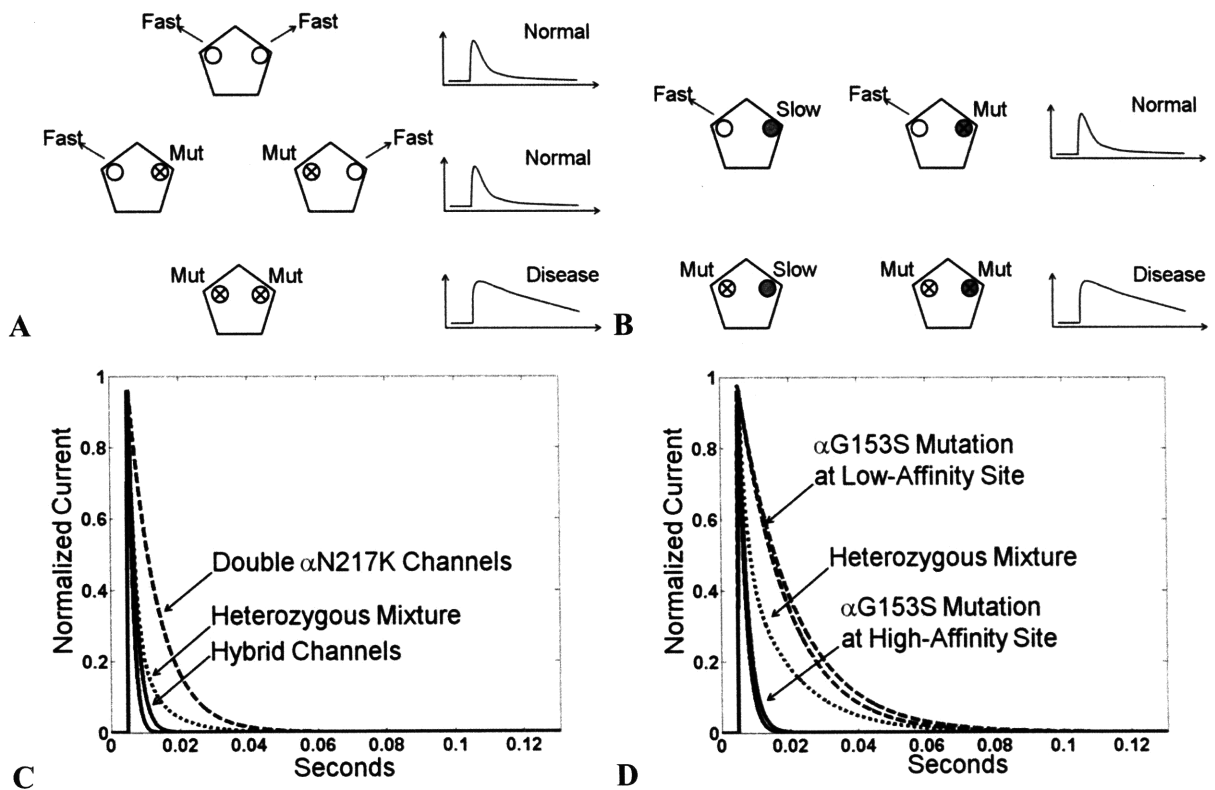 Fast Fast
Normal
Fast Mut Mut Fast
Normal
Mut Mut
Disease
A
Fast Slow Fast Mut
Normal
Mut Slow Mut Mut
Disease
B
1
0.8
0.6
0.4
0.2
0
Normalized Current
Double αN217K Channels
Heterozygous Mixture
Hybrid Channels
0 0.02 0.04 0.06 0.08 0.1 0.12
Seconds
C
1
0.8
0.6
0.4
0.2
0
Normalized Current
αG153S Mutation
at Low-Affinity Site
Heterozygous Mixture
αG153S Mutation
at High-Affinity Site
0 0.02 0.04 0.06 0.08 0.1 0.12
Seconds
D